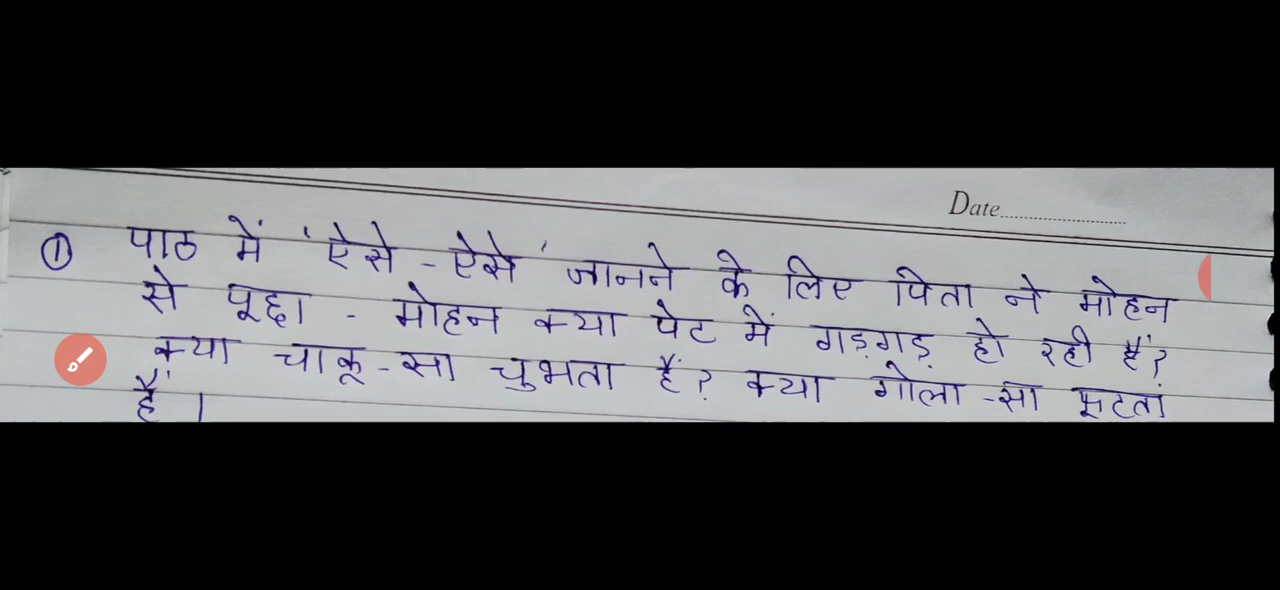 Date....................
① पाठ में 'ऐसे - ऐसे' जानने के लिए पिता ने मोहन
से पूछा - मोहन क्या पेट में गड़गड़ हो रही हैं?
क्या चाकू - सा चुभता हैं? क्या गोला - सा फूटता
हैं।